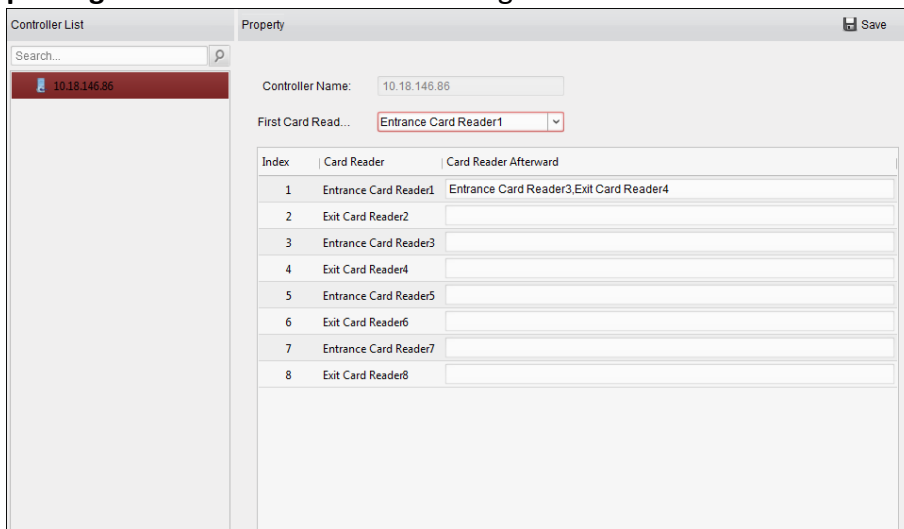 Controller List
Property
Save
Search...
10.18.146.86
Controller Name: 10.18.146.86
First Card Read... Entrance Card Reader1
Index Card Reader Card Reader Afterward
1 Entrance Card Reader1 Entrance Card Reader3,Exit Card Reader4
2 Exit Card Reader2
3 Entrance Card Reader3
4 Exit Card Reader4
5 Entrance Card Reader5
6 Exit Card Reader6
7 Entrance Card Reader7
8 Exit Card Reader8